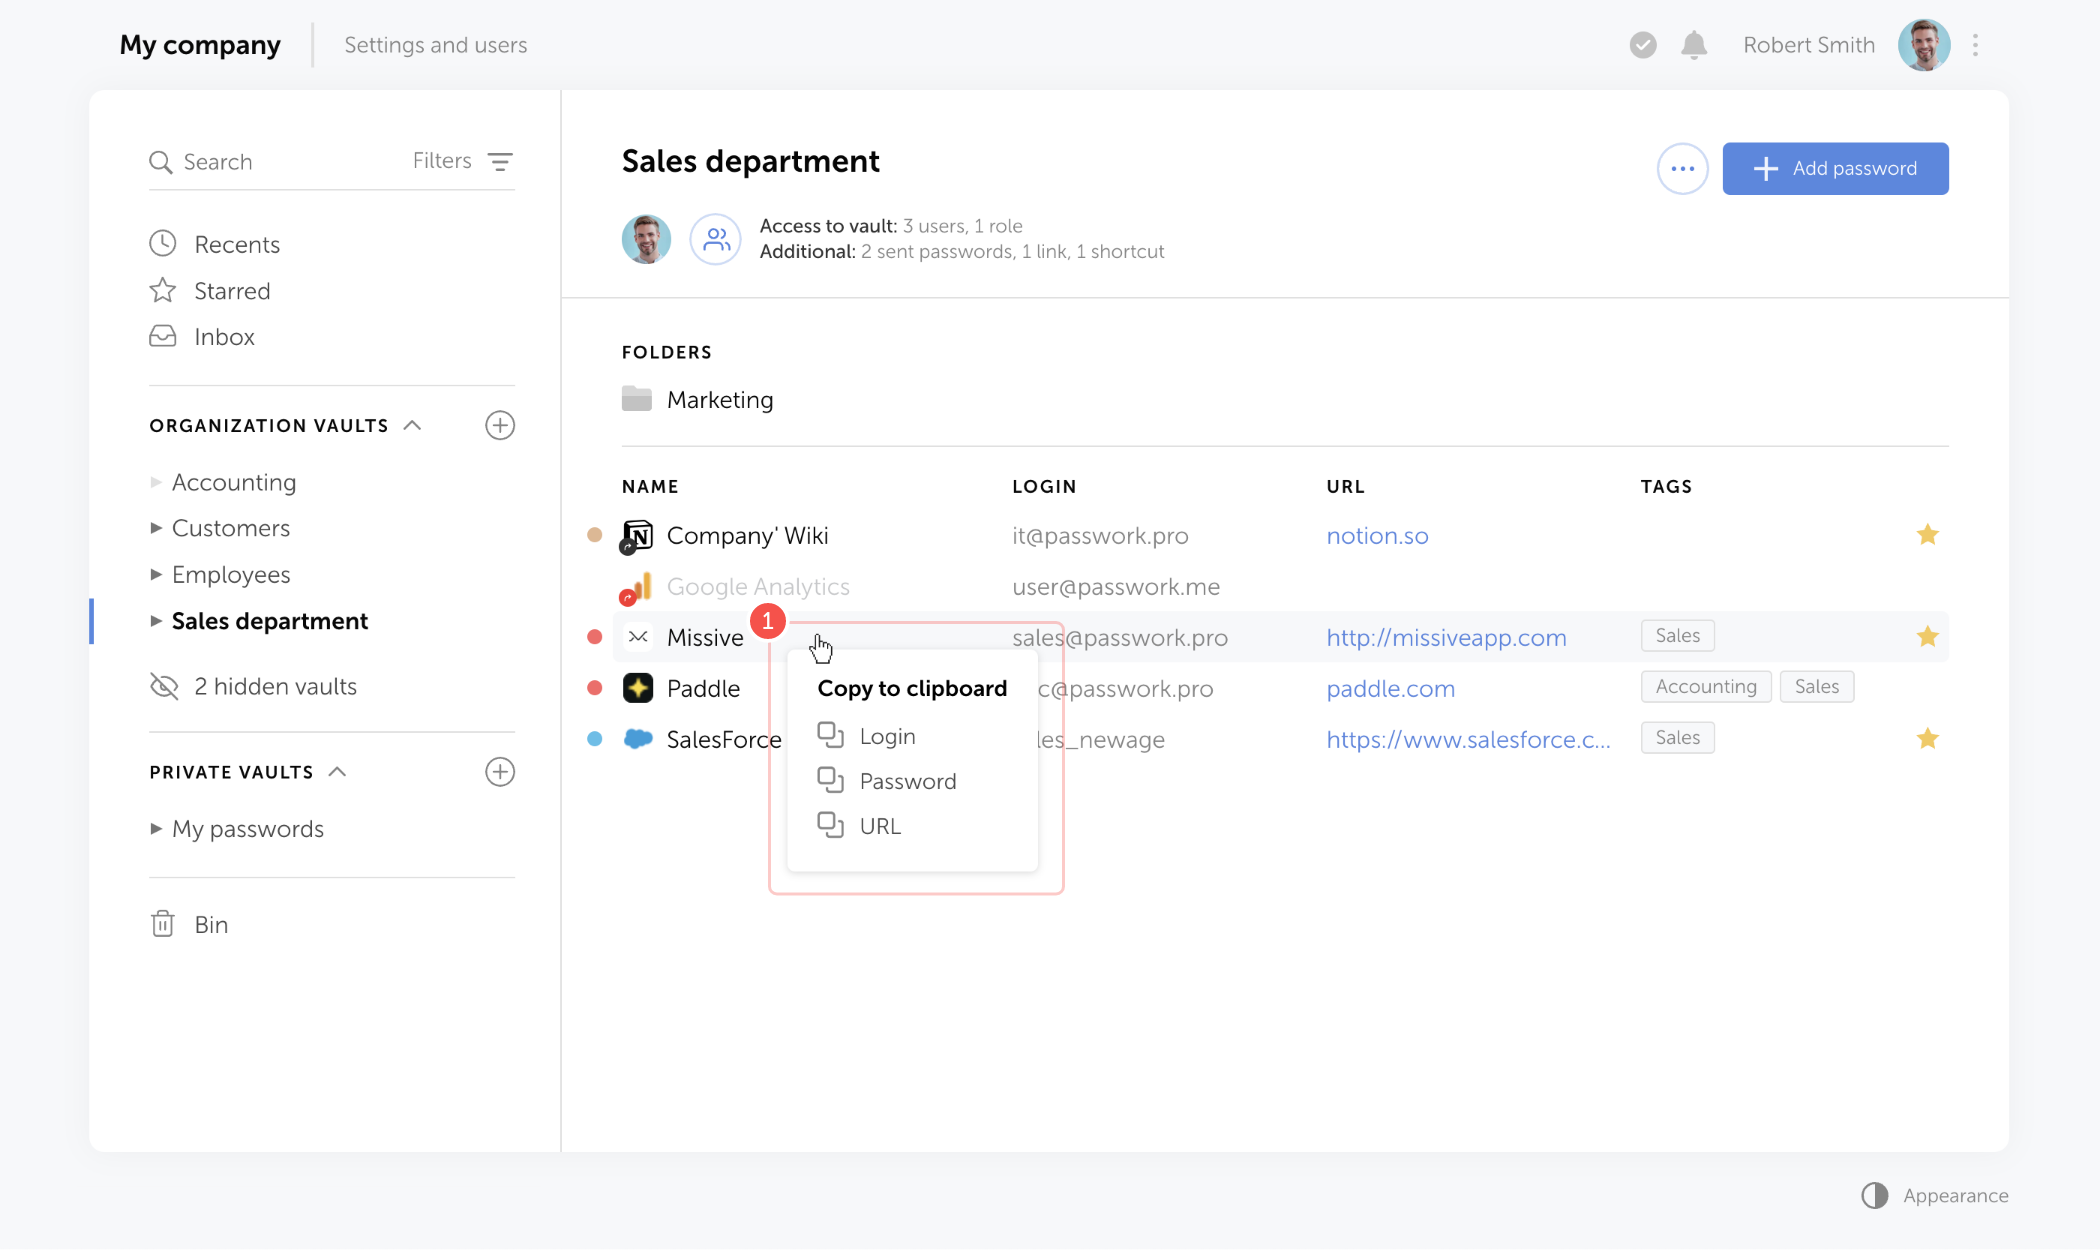 My company
Settings and users
Robert Smith
Search
Filters
Recents
Starred
Inbox
ORGANIZATION VAULTS
Accounting
Customers
Employees
Sales department
2 hidden vaults
PRIVATE VAULTS
My passwords
Bin
Sales department
Add password
Access to vault: 3 users, 1 role
Additional: 2 sent passwords, 1 link, 1 shortcut
FOLDERS
Marketing
NAME LOGIN URL TAGS
Company' Wiki it@passwork.pro notion.so
Google Analytics user@passwork.me
Missive sales@passwork.pro http://missiveapp.com Sales
Paddle c@passwork.pro paddle.com Accounting Sales
SalesForce les_newage https://www.salesforce.c... Sales
1
Copy to clipboard
Login
Password
URL
Appearance